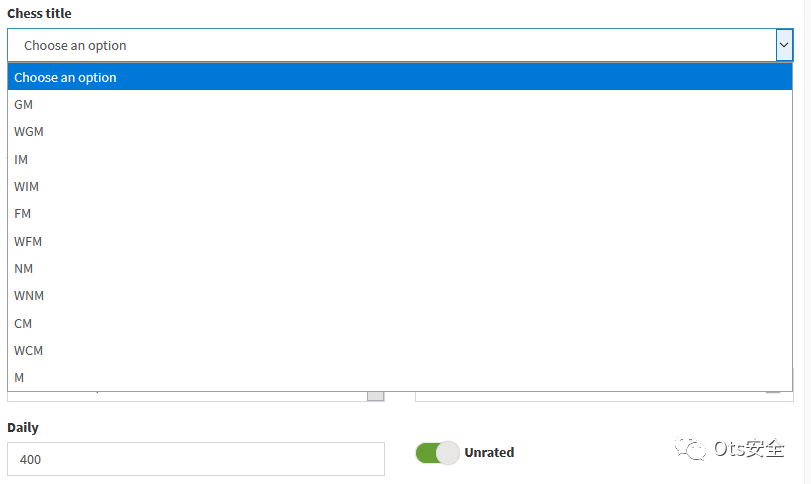 Chess title
Choose an option
Choose an option
GM
WGM
IM
WIM
FM
WFM
NM
WNM
CM
WCM
M
Daily
400
Unrated
Ots安全